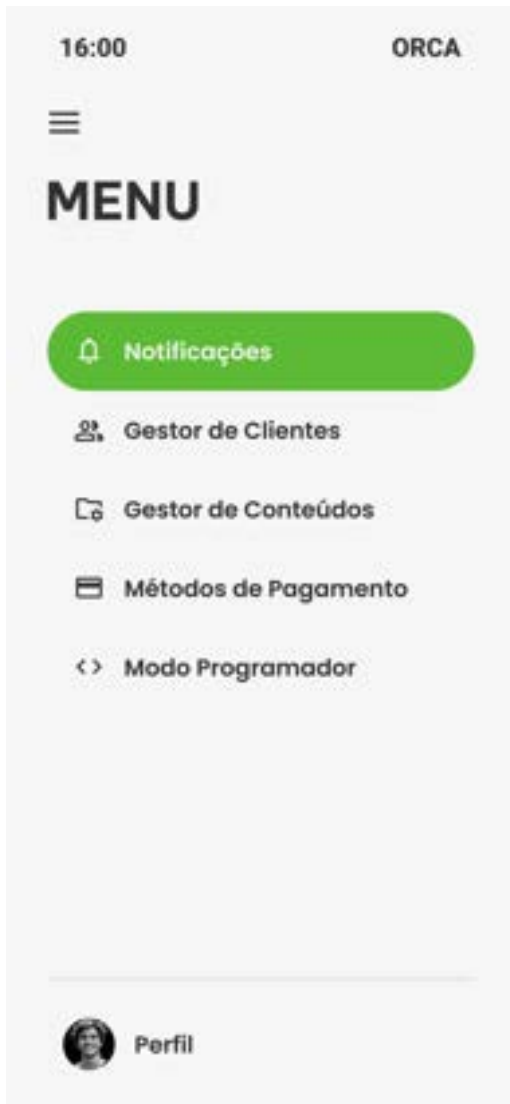 16:00 ORCA
MENU
Notificações
Gestor de Clientes
Gestor de Conteúdos
Métodos de Pagamento
Modo Programador
Perfil